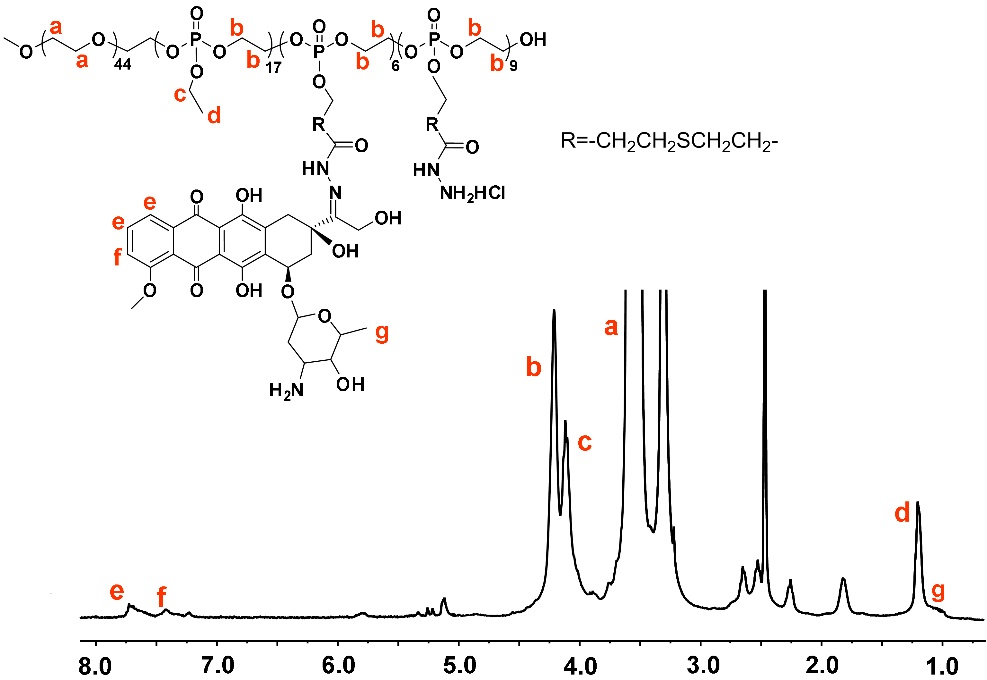 a b b b O O O b b
O O O P O O P O O P O OH
a 44 O b 17 O b 6 O b 9
c d
R R
O O
HN HN
N NH₂HCl
R=-CH₂CH₂SCH₂CH₂-
e e O OH OH
f OH
O O OH O
O g
H₂N OH
a
b
c
d
e f g
8.0 7.0 6.0 5.0 4.0 3.0 2.0 1.0